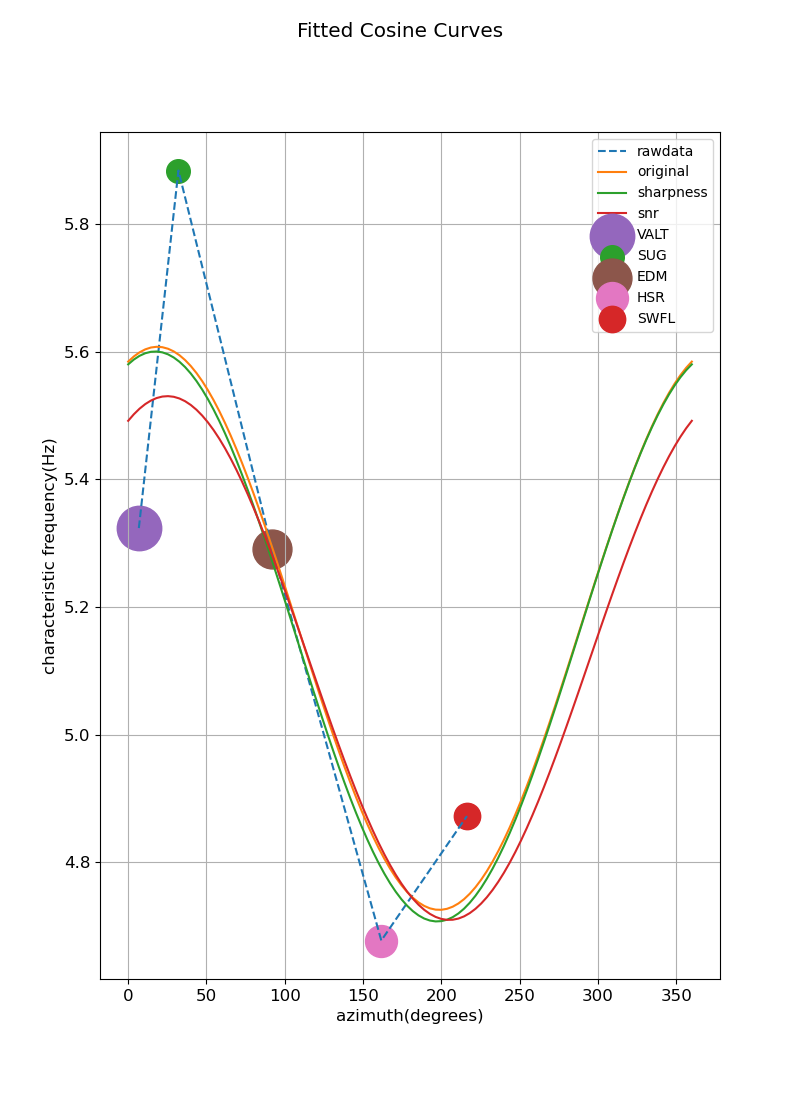 Fitted Cosine Curves
rawdata
original
sharpness
snr
VALT
SUG
EDM
HSR
SWFL
characteristic frequency(Hz)
5.8
5.6
5.4
5.2
5.0
4.8
0 50 100 150 200 250 300 350
azimuth(degrees)